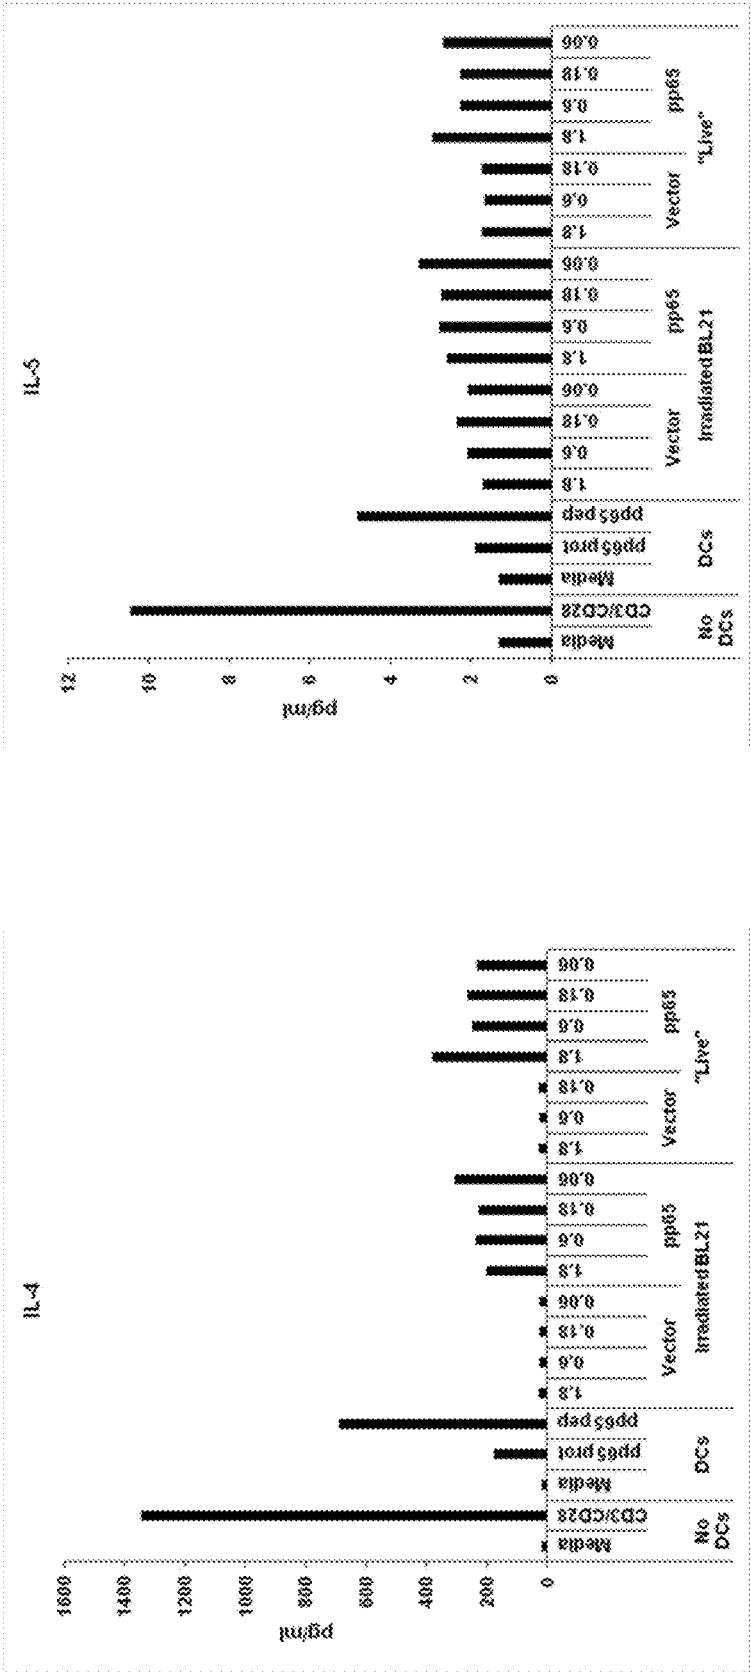 IL-4
pg/ml
1600
1400
1200
1000
800
600
400
200
0
Media
CD3/CD28
Media
pp65 prot
pp65 pep
1.8
0.6
0.18
0.06
1.8
0.6
0.18
0.06
1.8
0.6
0.18
1.8
0.6
0.18
0.06
Vector
pp65
Vector
pp65
No
DCs
DCs
Irradiated BL21
"Live"
IL-5
pg/ml
12
10
8
6
4
2
0
Media
CD3/CD28
Media
pp65 prot
pp65 pep
1.8
0.6
0.18
0.06
1.8
0.6
0.18
0.06
1.8
0.6
0.18
1.8
0.6
0.18
0.06
Vector
pp65
Vector
pp65
No
DCs
DCs
Irradiated BL21
"Live"